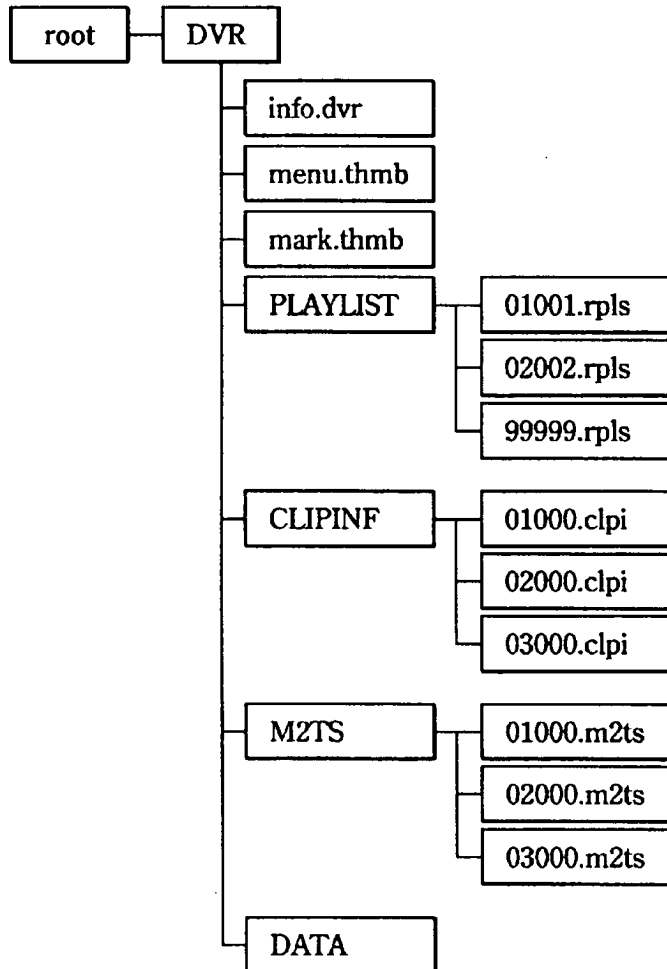 root DVR
info.dvr
menu.thmb
mark.thmb
PLAYLIST 01001.rpls
02002.rpls
99999.rpls
CLIPINF 01000.clpi
02000.clpi
03000.clpi
M2TS 01000.m2ts
02000.m2ts
03000.m2ts
DATA